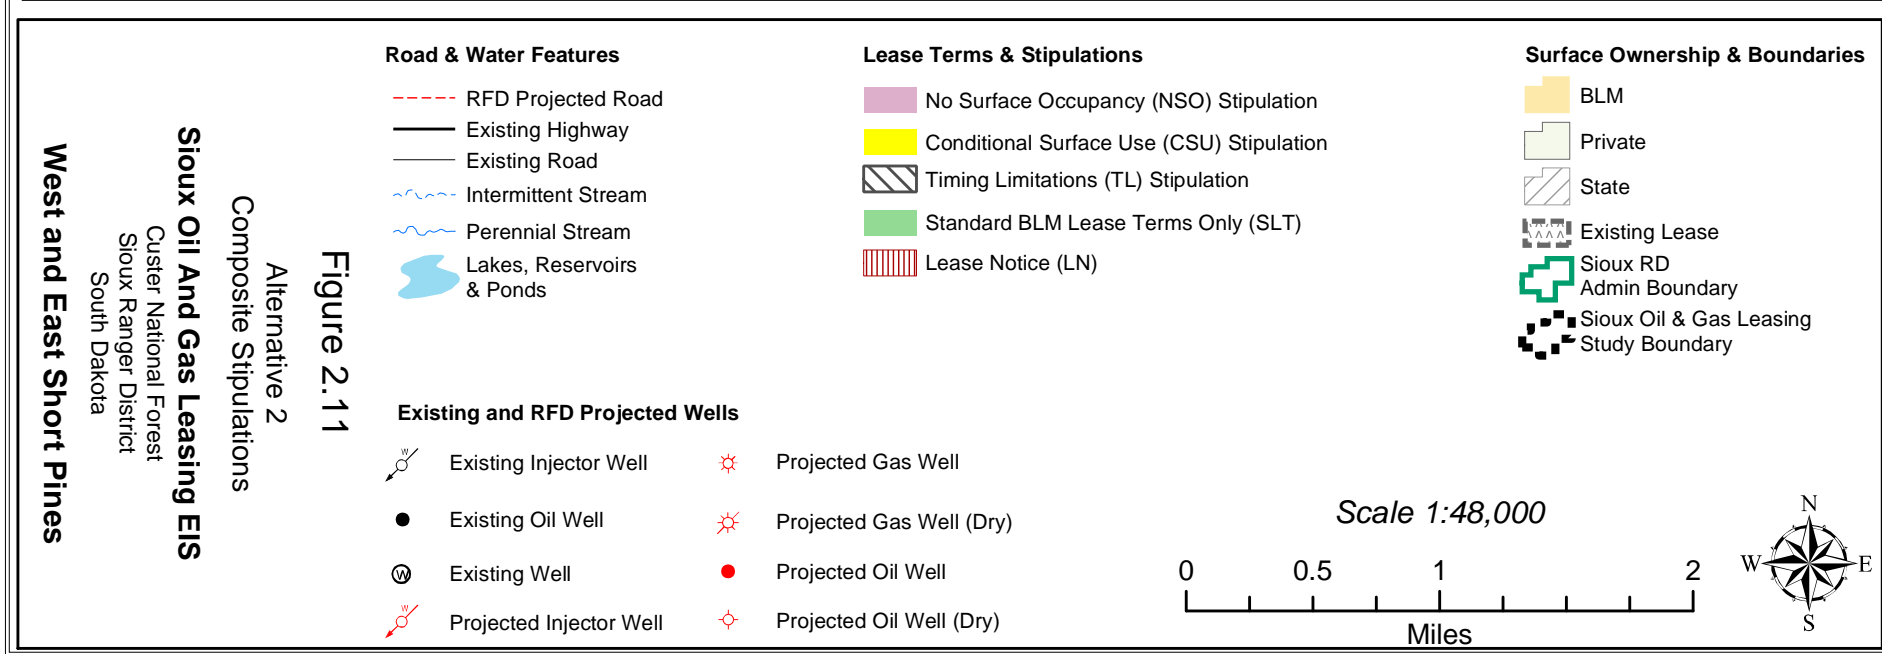 Figure 2.11
Alternative 2
Composite Stipulations
Sioux Oil And Gas Leasing EIS
Custer National Forest
Sioux Ranger District
South Dakota
West and East Short Pines
Road & Water Features
RFD Projected Road
Existing Highway
Existing Road
Intermittent Stream
Perennial Stream
Lakes, Reservoirs
& Ponds
Lease Terms & Stipulations
No Surface Occupancy (NSO) Stipulation
Conditional Surface Use (CSU) Stipulation
Timing Limitations (TL) Stipulation
Standard BLM Lease Terms Only (SLT)
Lease Notice (LN)
Surface Ownership & Boundaries
BLM
Private
State
Existing Lease
Sioux RD
Admin Boundary
Sioux Oil & Gas Leasing
Study Boundary
Existing and RFD Projected Wells
W
Existing Injector Well
Existing Oil Well
W
Existing Well
W
Projected Injector Well
Projected Gas Well
Projected Gas Well (Dry)
Projected Oil Well
Projected Oil Well (Dry)
Scale 1:48,000
0 0.5 1 2
Miles
N
W E
S